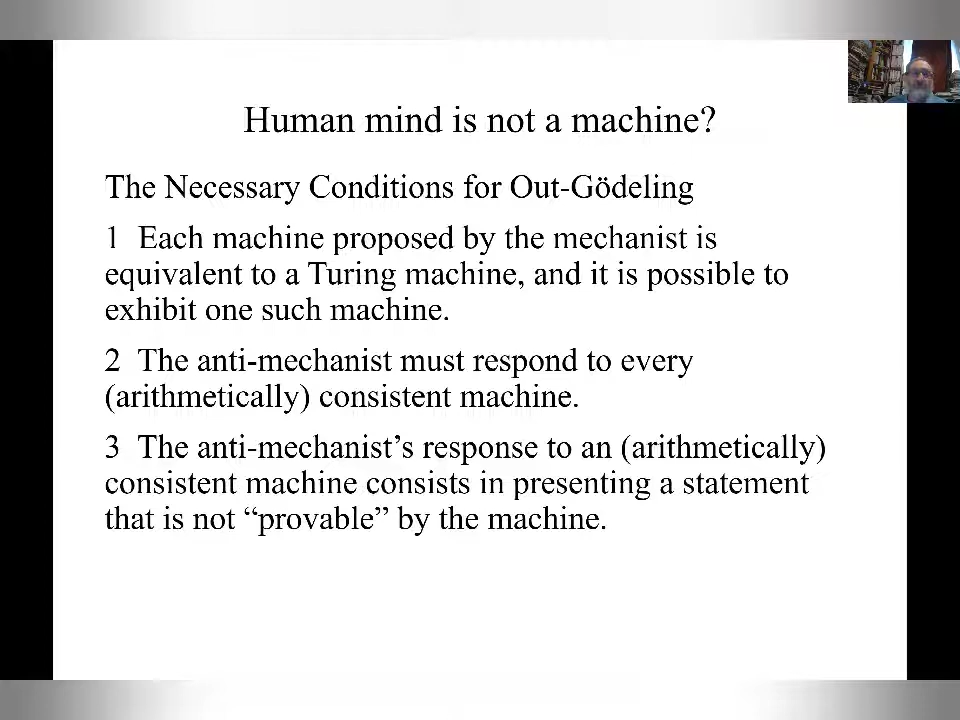 Human mind is not a machine?
The Necessary Conditions for Out-Gödeling
1 Each machine proposed by the mechanist is
equivalent to a Turing machine, and it is possible to
exhibit one such machine.
2 The anti-mechanist must respond to every
(arithmetically) consistent machine.
3 The anti-mechanist’s response to an (arithmetically)
consistent machine consists in presenting a statement
that is not “provable” by the machine.